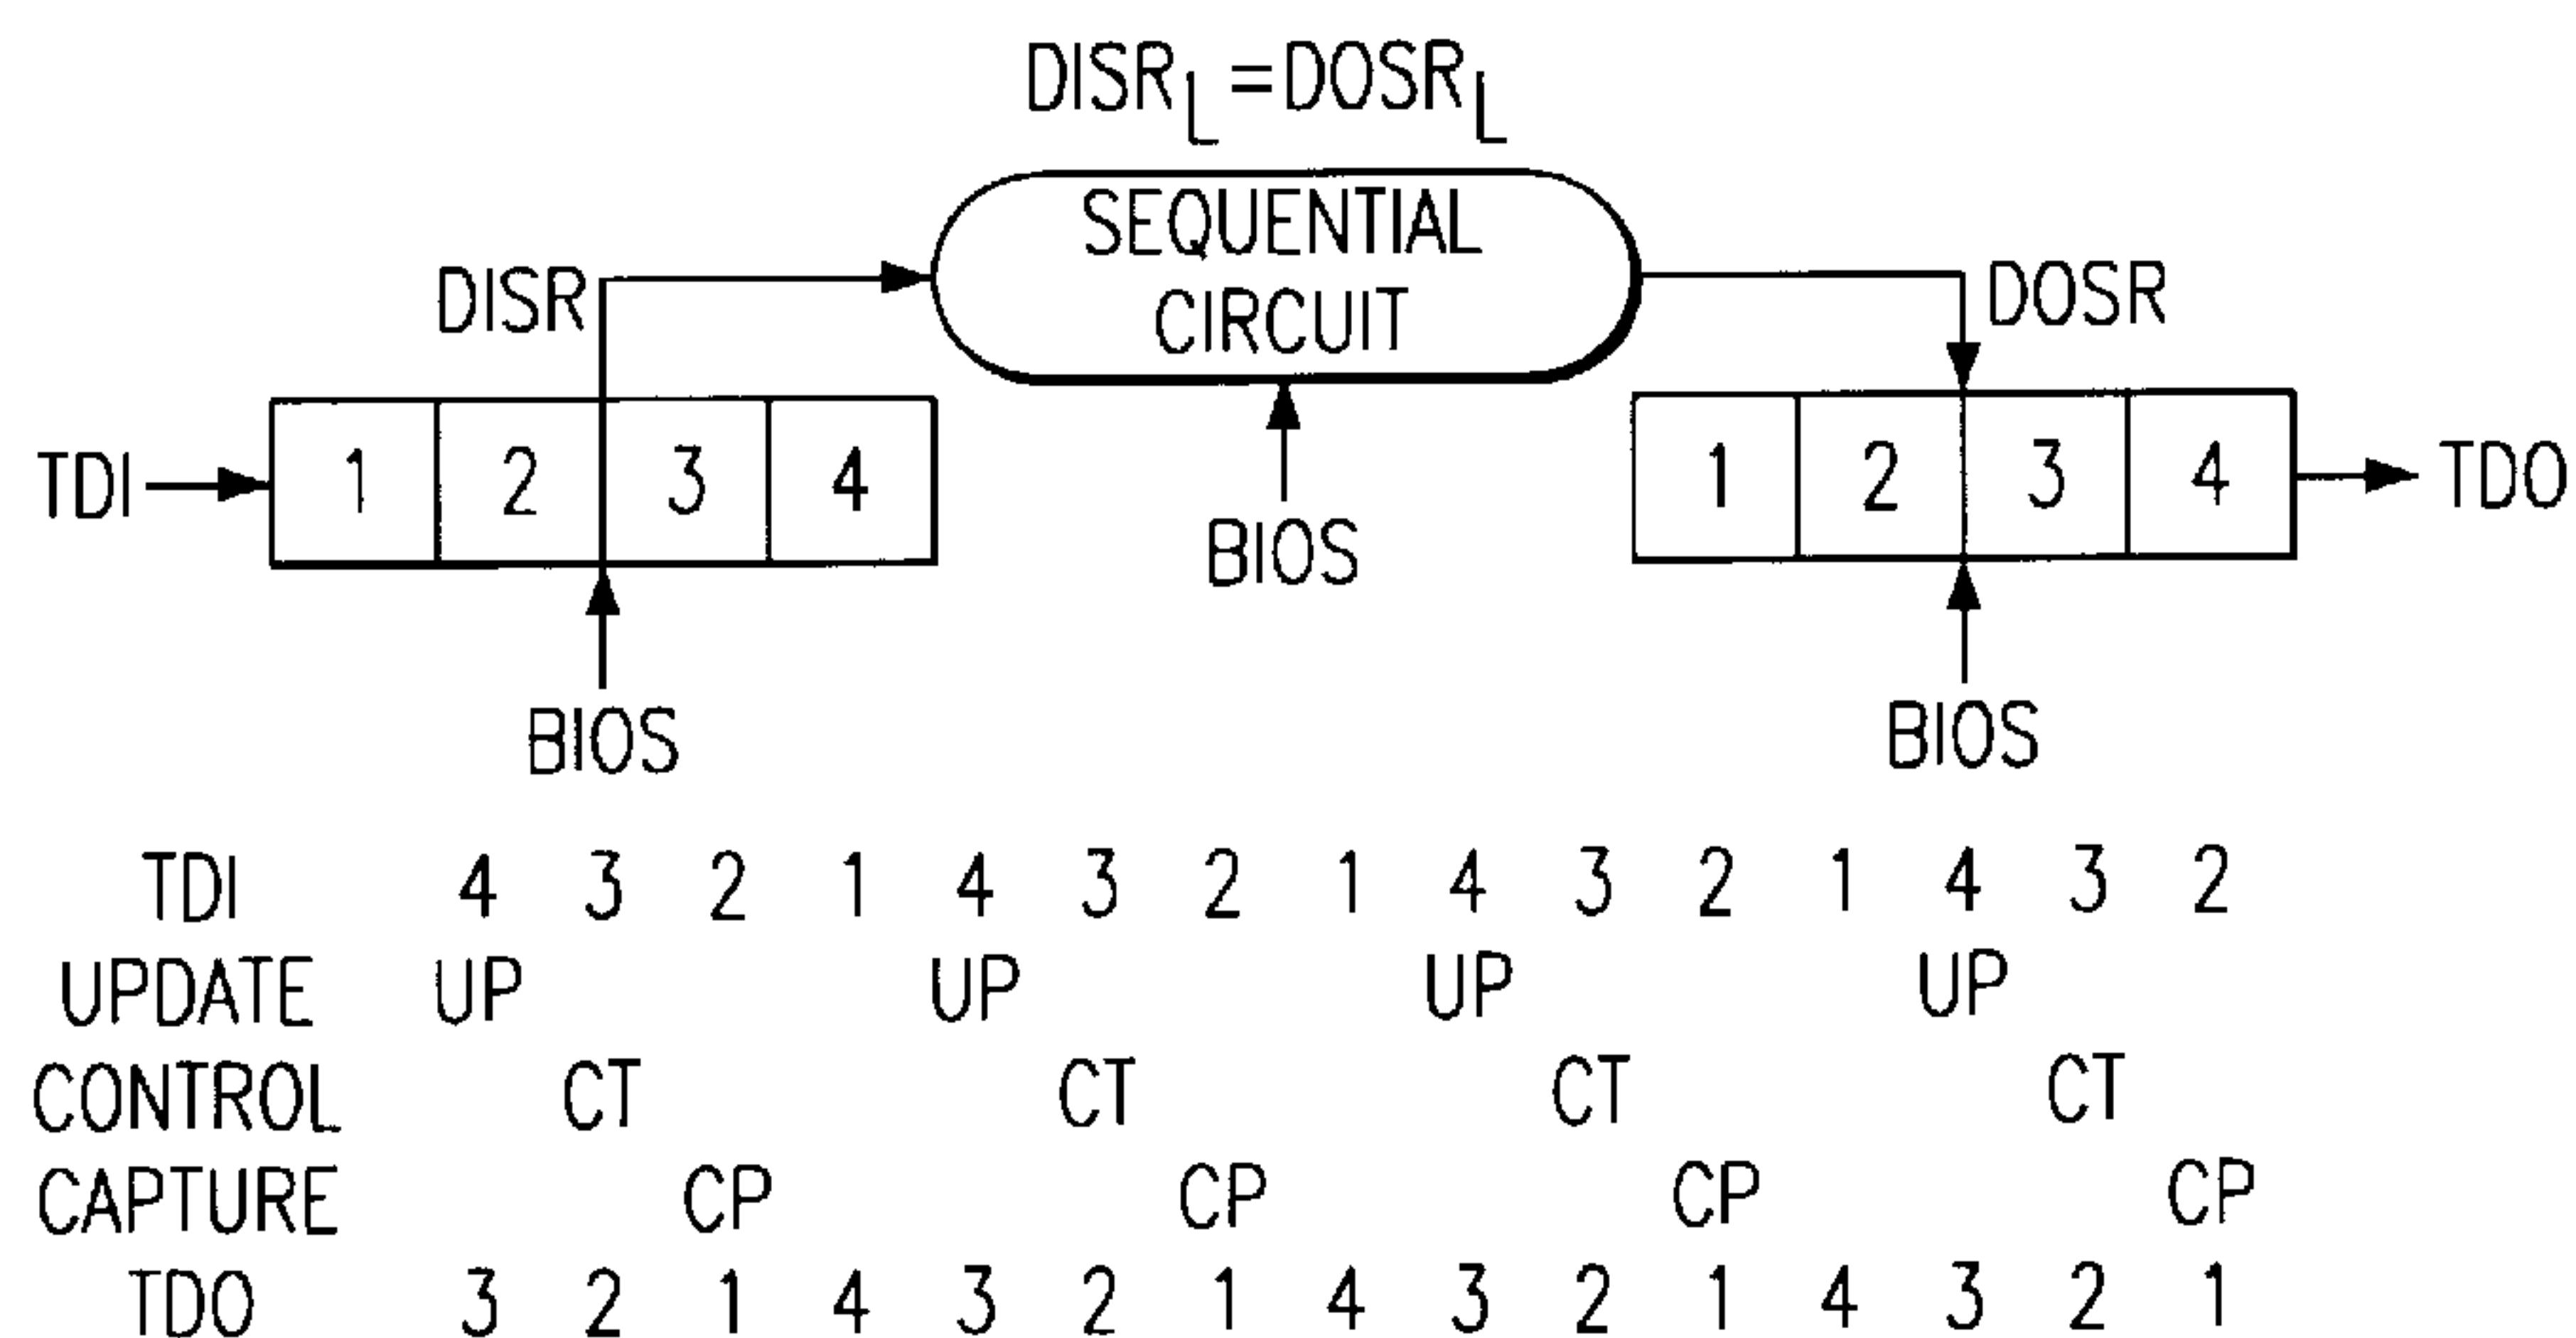 DISRL=DOSRL
SEQUENTIAL
CIRCUIT
DISR
DOSR
TDI
1 2 3 4
1 2 3 4
TDO
BIOS
BIOS
BIOS
TDI 4 3 2 1 4 3 2 1 4 3 2 1 4 3 2
UPDATE UP UP UP UP
CONTROL CT CT CT CT
CAPTURE CP CP CP CP
TDO 3 2 1 4 3 2 1 4 3 2 1 4 3 2 1